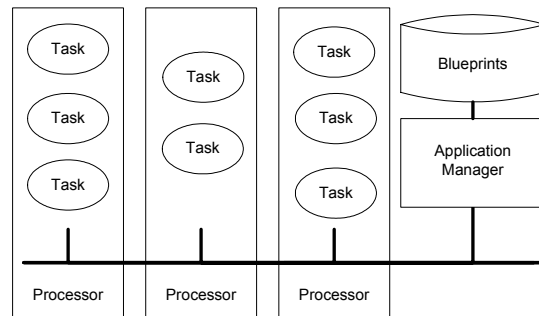 Task
Task
Task
Processor
Task
Task
Processor
Task
Task
Task
Processor
Blueprints
Application
Manager